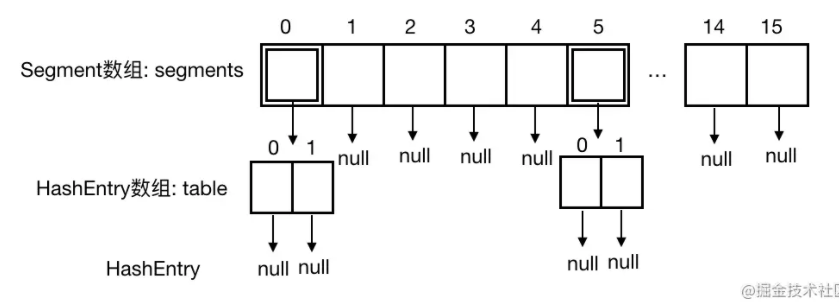 0 1 2 3 4 5 14 15
Segment数组: segments ...
null null null null null null
0 1 0 1
HashEntry数组: table
HashEntry null null null null
@掘金技术社区